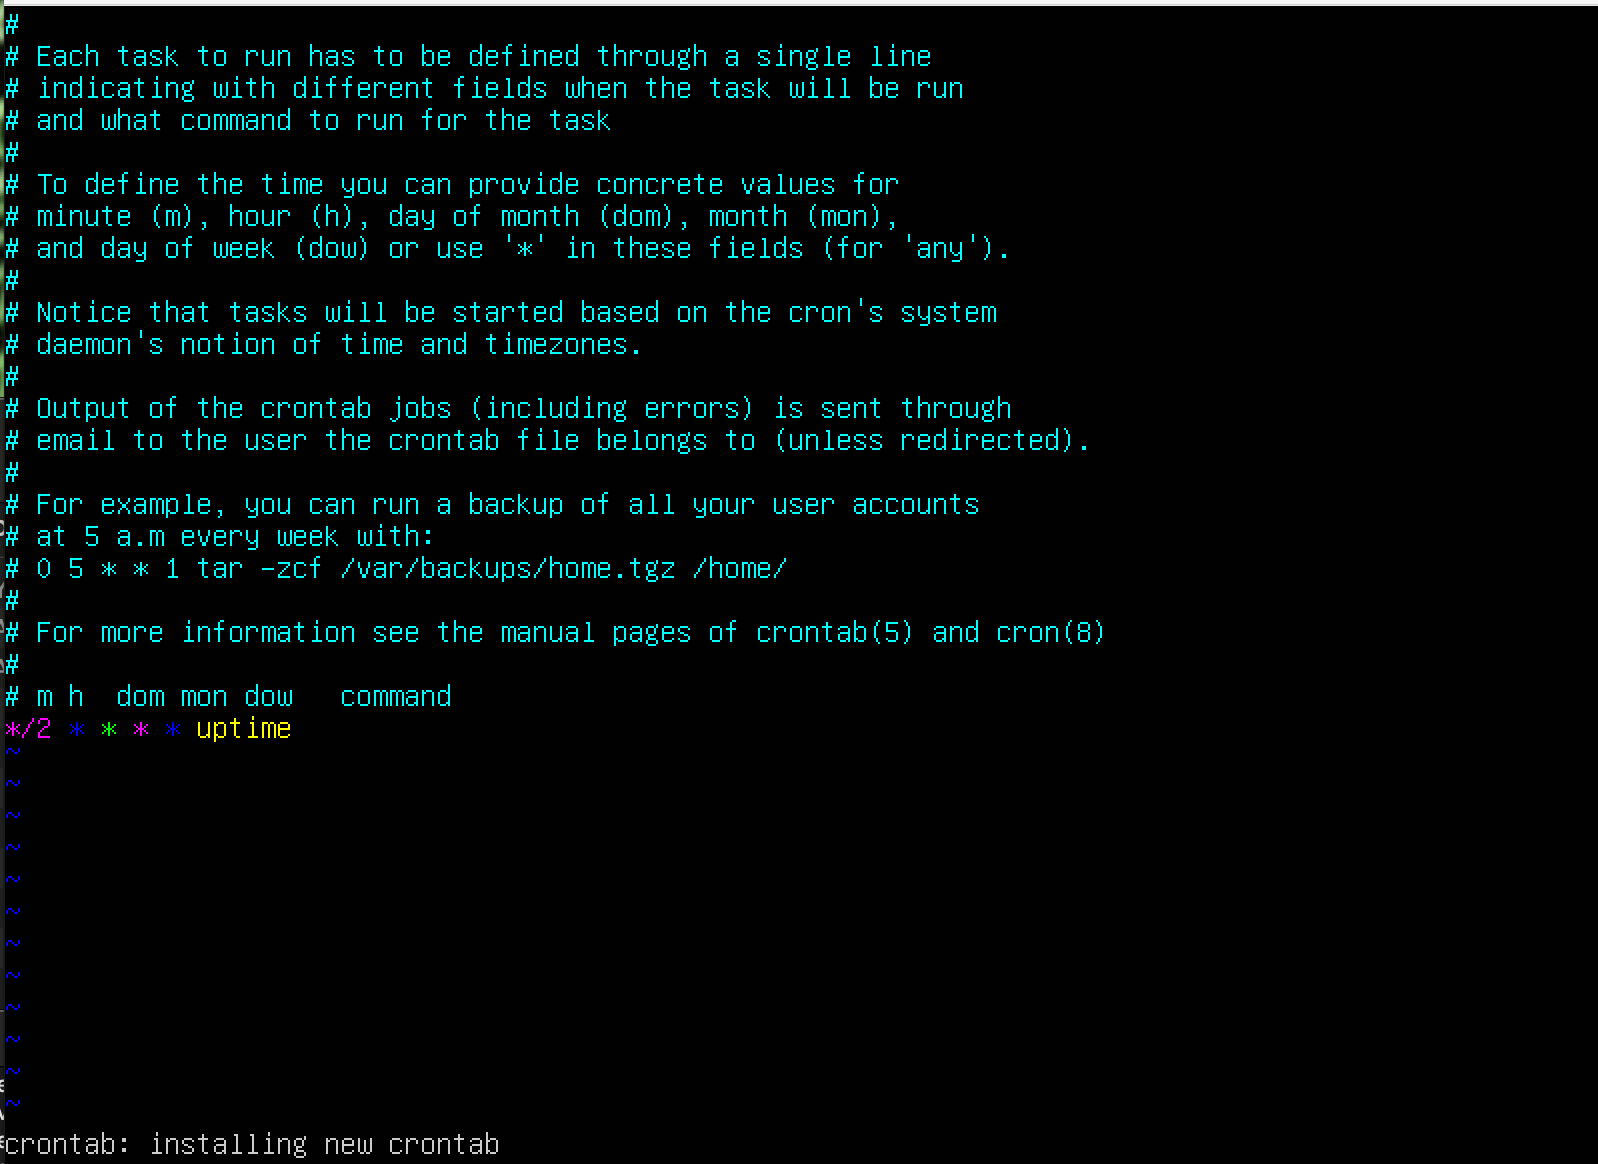 #
# Each task to run has to be defined through a single line
# indicating with different fields when the task will be run
# and what command to run for the task
#
# To define the time you can provide concrete values for
# minute (m), hour (h), day of month (dom), month (mon),
# and day of week (dow) or use '*' in these fields (for 'any').
#
# Notice that tasks will be started based on the cron's system
# daemon's notion of time and timezones.
#
# Output of the crontab jobs (including errors) is sent through
# email to the user the crontab file belongs to (unless redirected).
#
# For example, you can run a backup of all your user accounts
# at 5 a.m every week with:
# 0 5 * * 1 tar -zcf /var/backups/home.tgz /home/
#
# For more information see the manual pages of crontab(5) and cron(8)
#
# m h  dom mon dow   command
*/2 * * * * uptime
~
~
~
~
~
~
~
~
~
~
~
~
crontab: installing new crontab